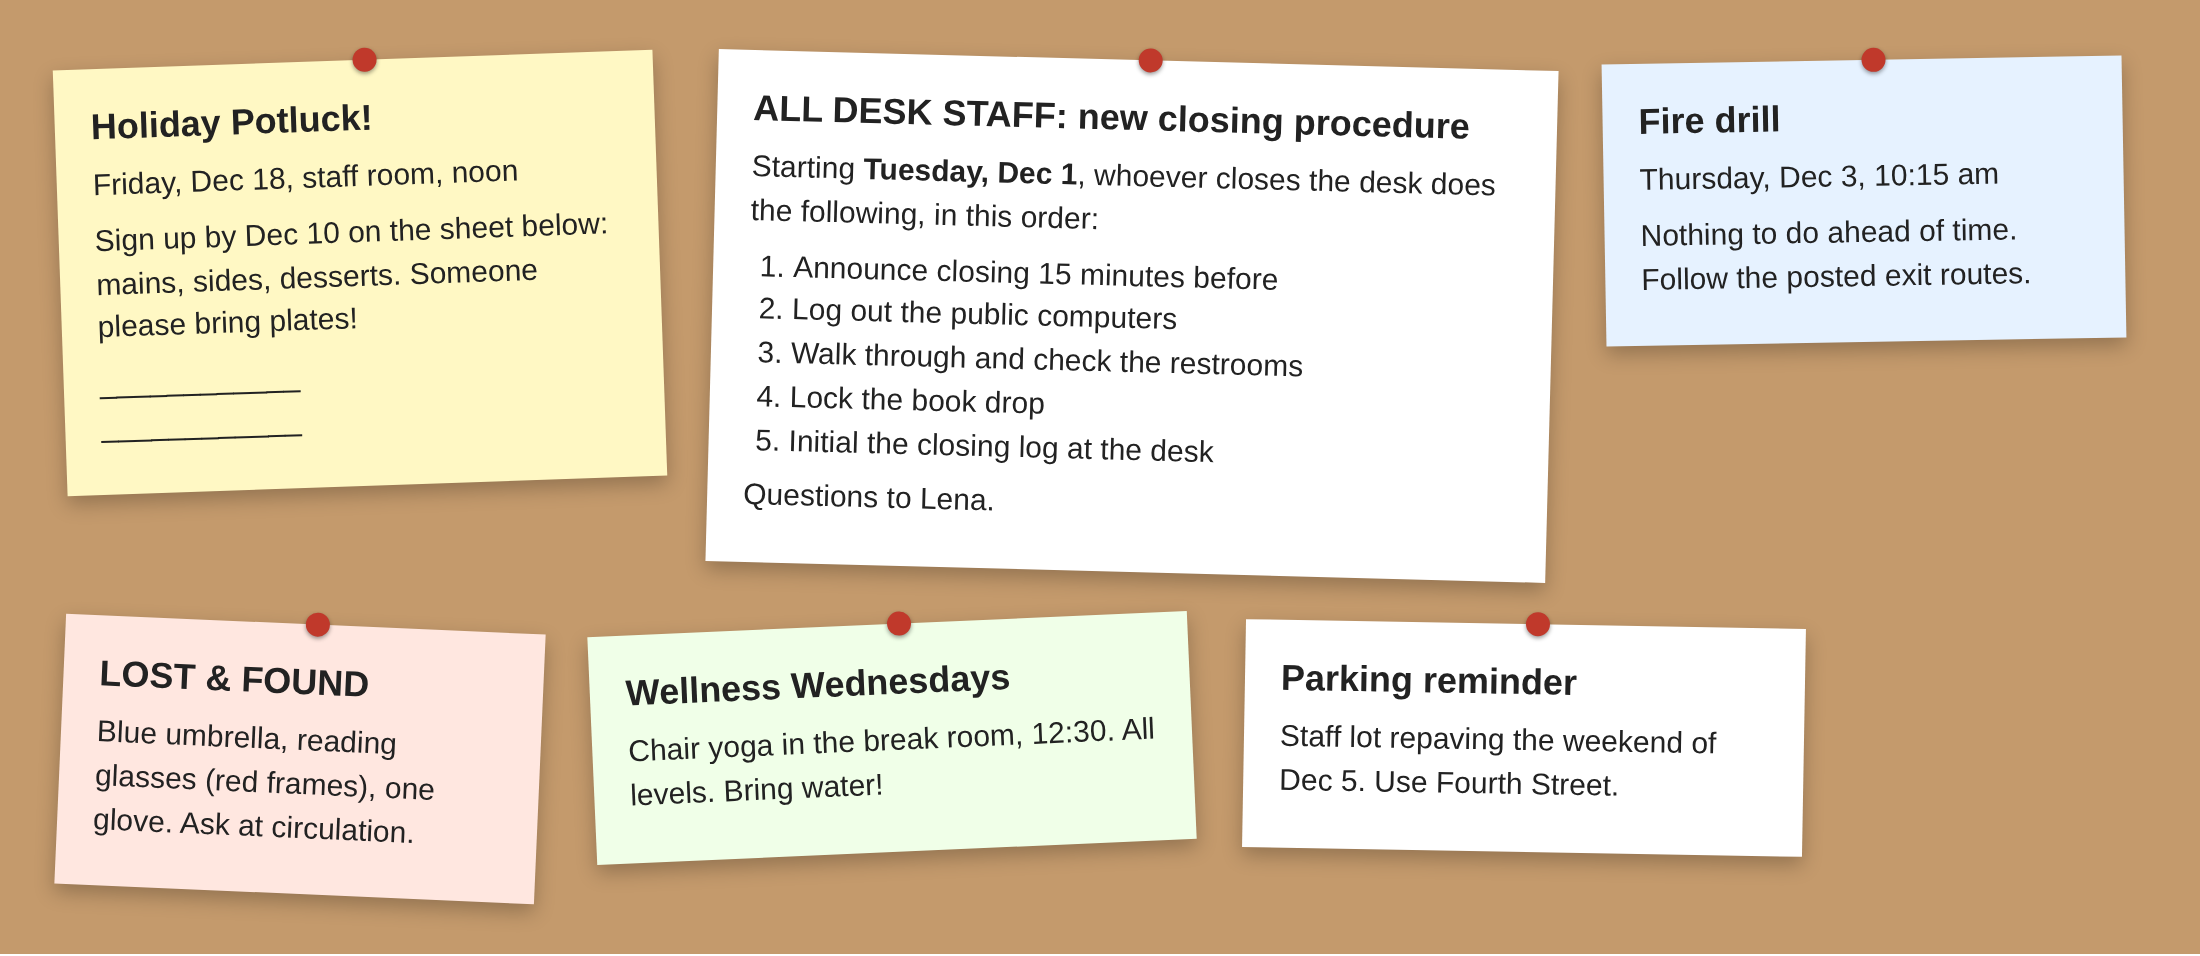 Holiday Potluck!
Friday, Dec 18, staff room, noon
Sign up by Dec 10 on the sheet below:
mains, sides, desserts. Someone
please bring plates!
ALL DESK STAFF: new closing procedure
Starting Tuesday, Dec 1, whoever closes the desk does
the following, in this order:
1. Announce closing 15 minutes before
2. Log out the public computers
3. Walk through and check the restrooms
4. Lock the book drop
5. Initial the closing log at the desk
Questions to Lena.
Fire drill
Thursday, Dec 3, 10:15 am
Nothing to do ahead of time.
Follow the posted exit routes.
LOST & FOUND
Blue umbrella, reading
glasses (red frames), one
glove. Ask at circulation.
Wellness Wednesdays
Chair yoga in the break room, 12:30. All
levels. Bring water!
Parking reminder
Staff lot repaving the weekend of
Dec 5. Use Fourth Street.